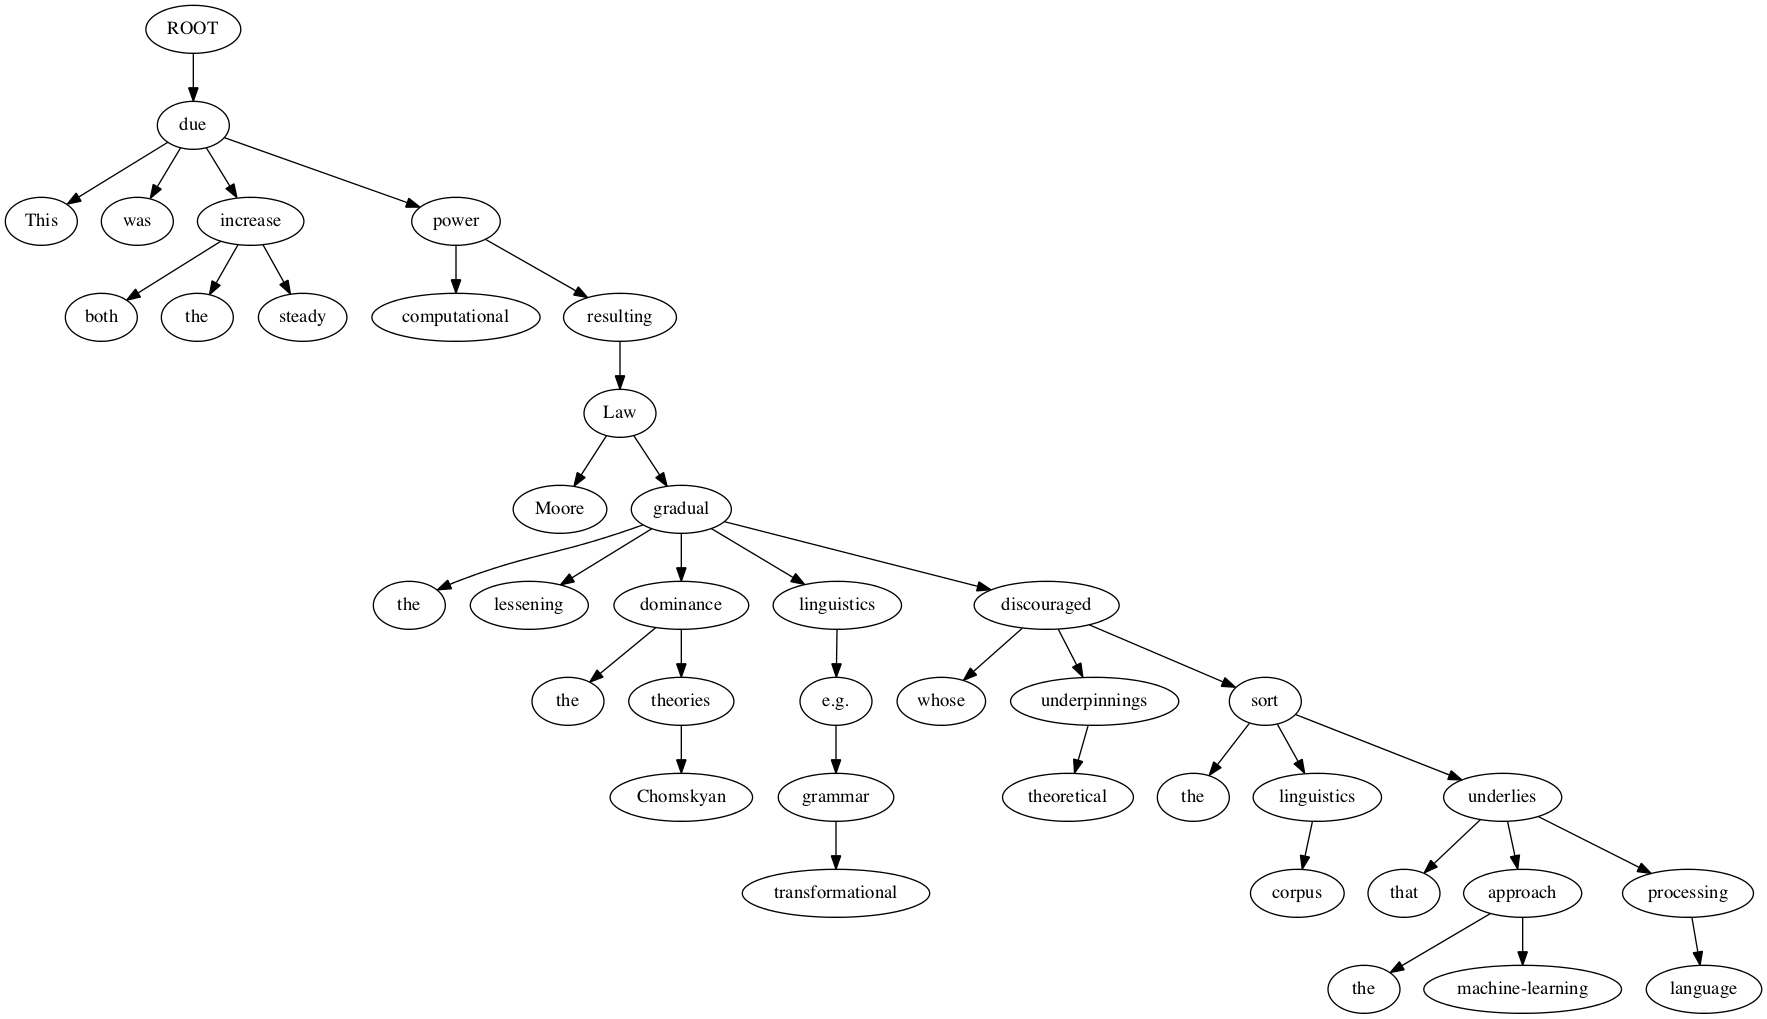 ROOT
due
This was increase power
both the steady computational resulting
Law
Moore gradual
the lessening dominance linguistics discouraged
the theories e.g. whose underpinnings sort
Chomskyan grammar theoretical the linguistics underlies
transformational corpus that approach processing
the machine-learning language